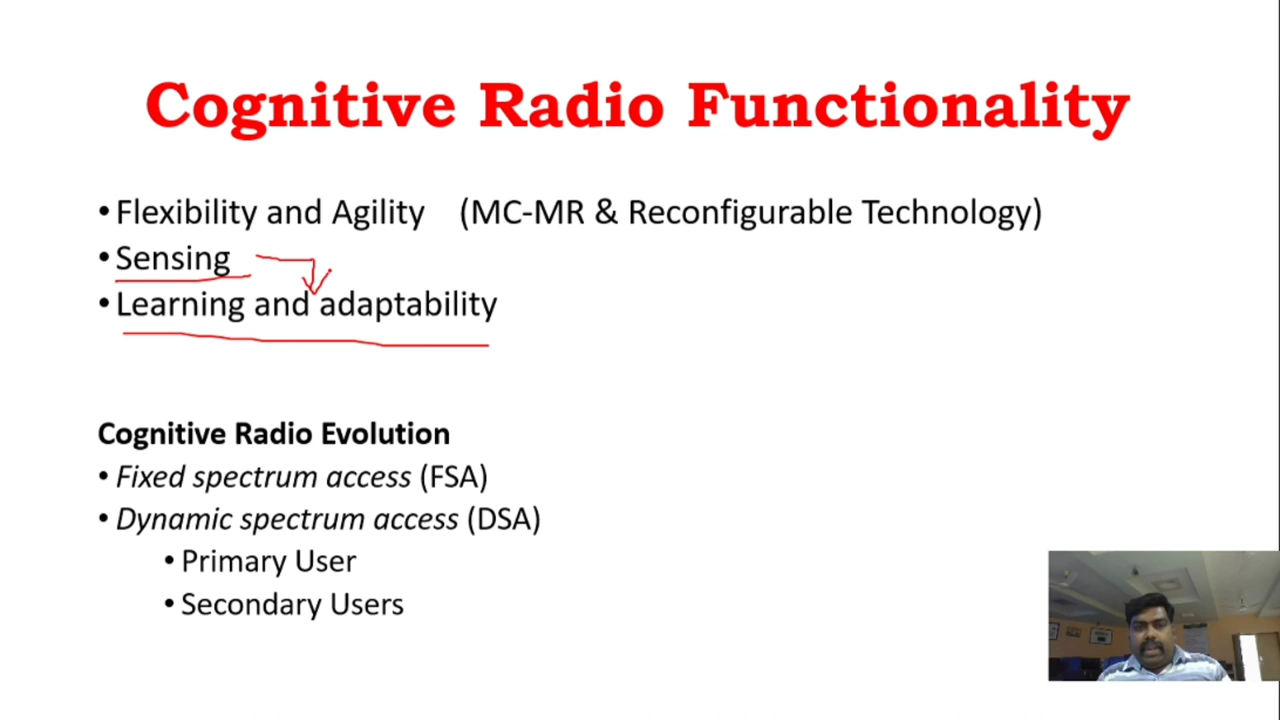 Cognitive Radio Functionality
• Flexibility and Agility (MC-MR & Reconfigurable Technology)
• Sensing
• Learning and adaptability
Cognitive Radio Evolution
• Fixed spectrum access (FSA)
• Dynamic spectrum access (DSA)
• Primary User
• Secondary Users